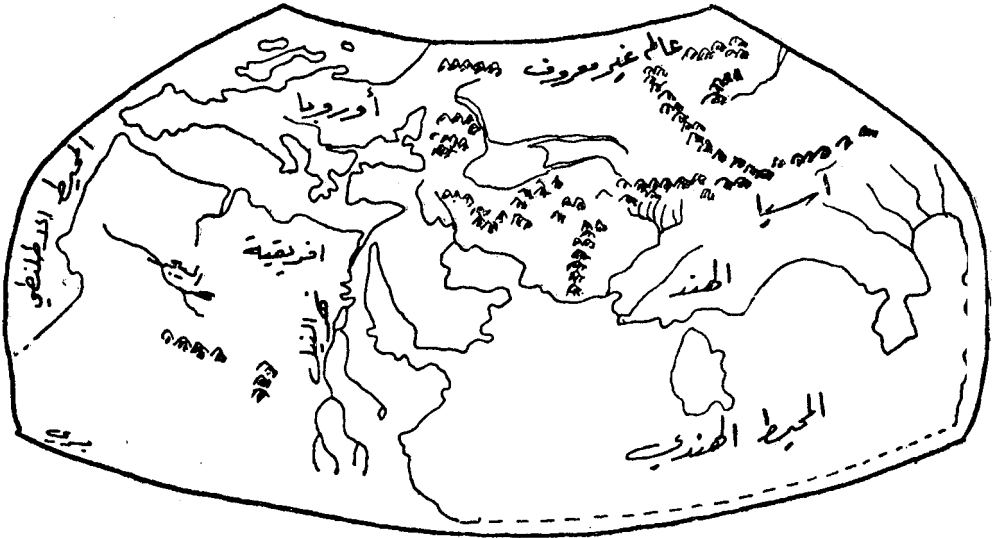 عالم غير معروف
أوروبا
المحيط الاطلنطي
آسيا
افريقية
الهند
نهر النيل
المحيط الهندي